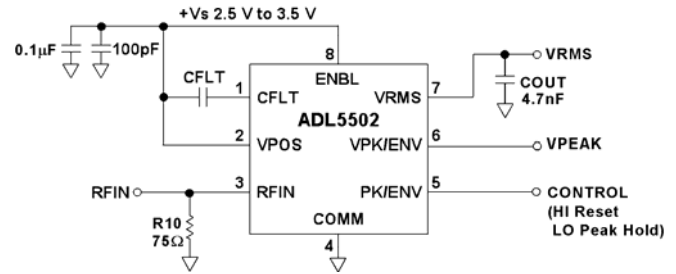 +Vs 2.5 V to 3.5 V
0.1µF
100pF
8
ENBL
VRMS
CFLT
1
CFLT
VRMS
7
COUT
4.7nF
ADL5502
2
VPOS
VPK/ENV
6
VPEAK
RFIN
3
RFIN
PK/ENV
5
CONTROL
(HI Reset
LO Peak Hold)
R10
75Ω
COMM
4